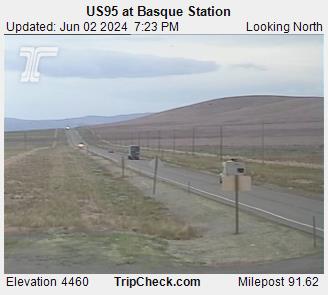 US95 at Basque Station
Updated: Jun 02 2024 7:23 PM Looking North
Elevation 4460 TripCheck.com Milepost 91.62